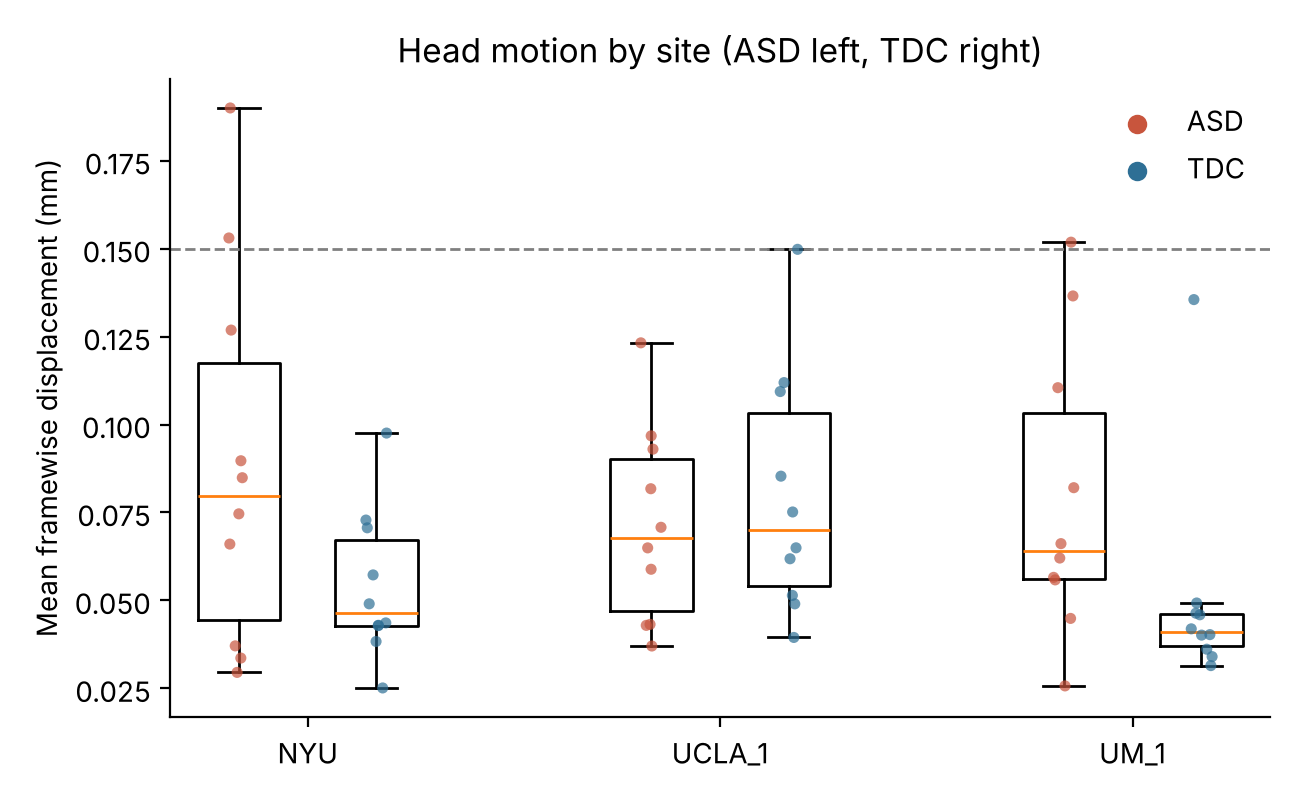 Head motion by site (ASD left, TDC right)
ASD
TDC
Mean framewise displacement (mm)
0.175
0.150
0.125
0.100
0.075
0.050
0.025
NYU
UCLA_1
UM_1